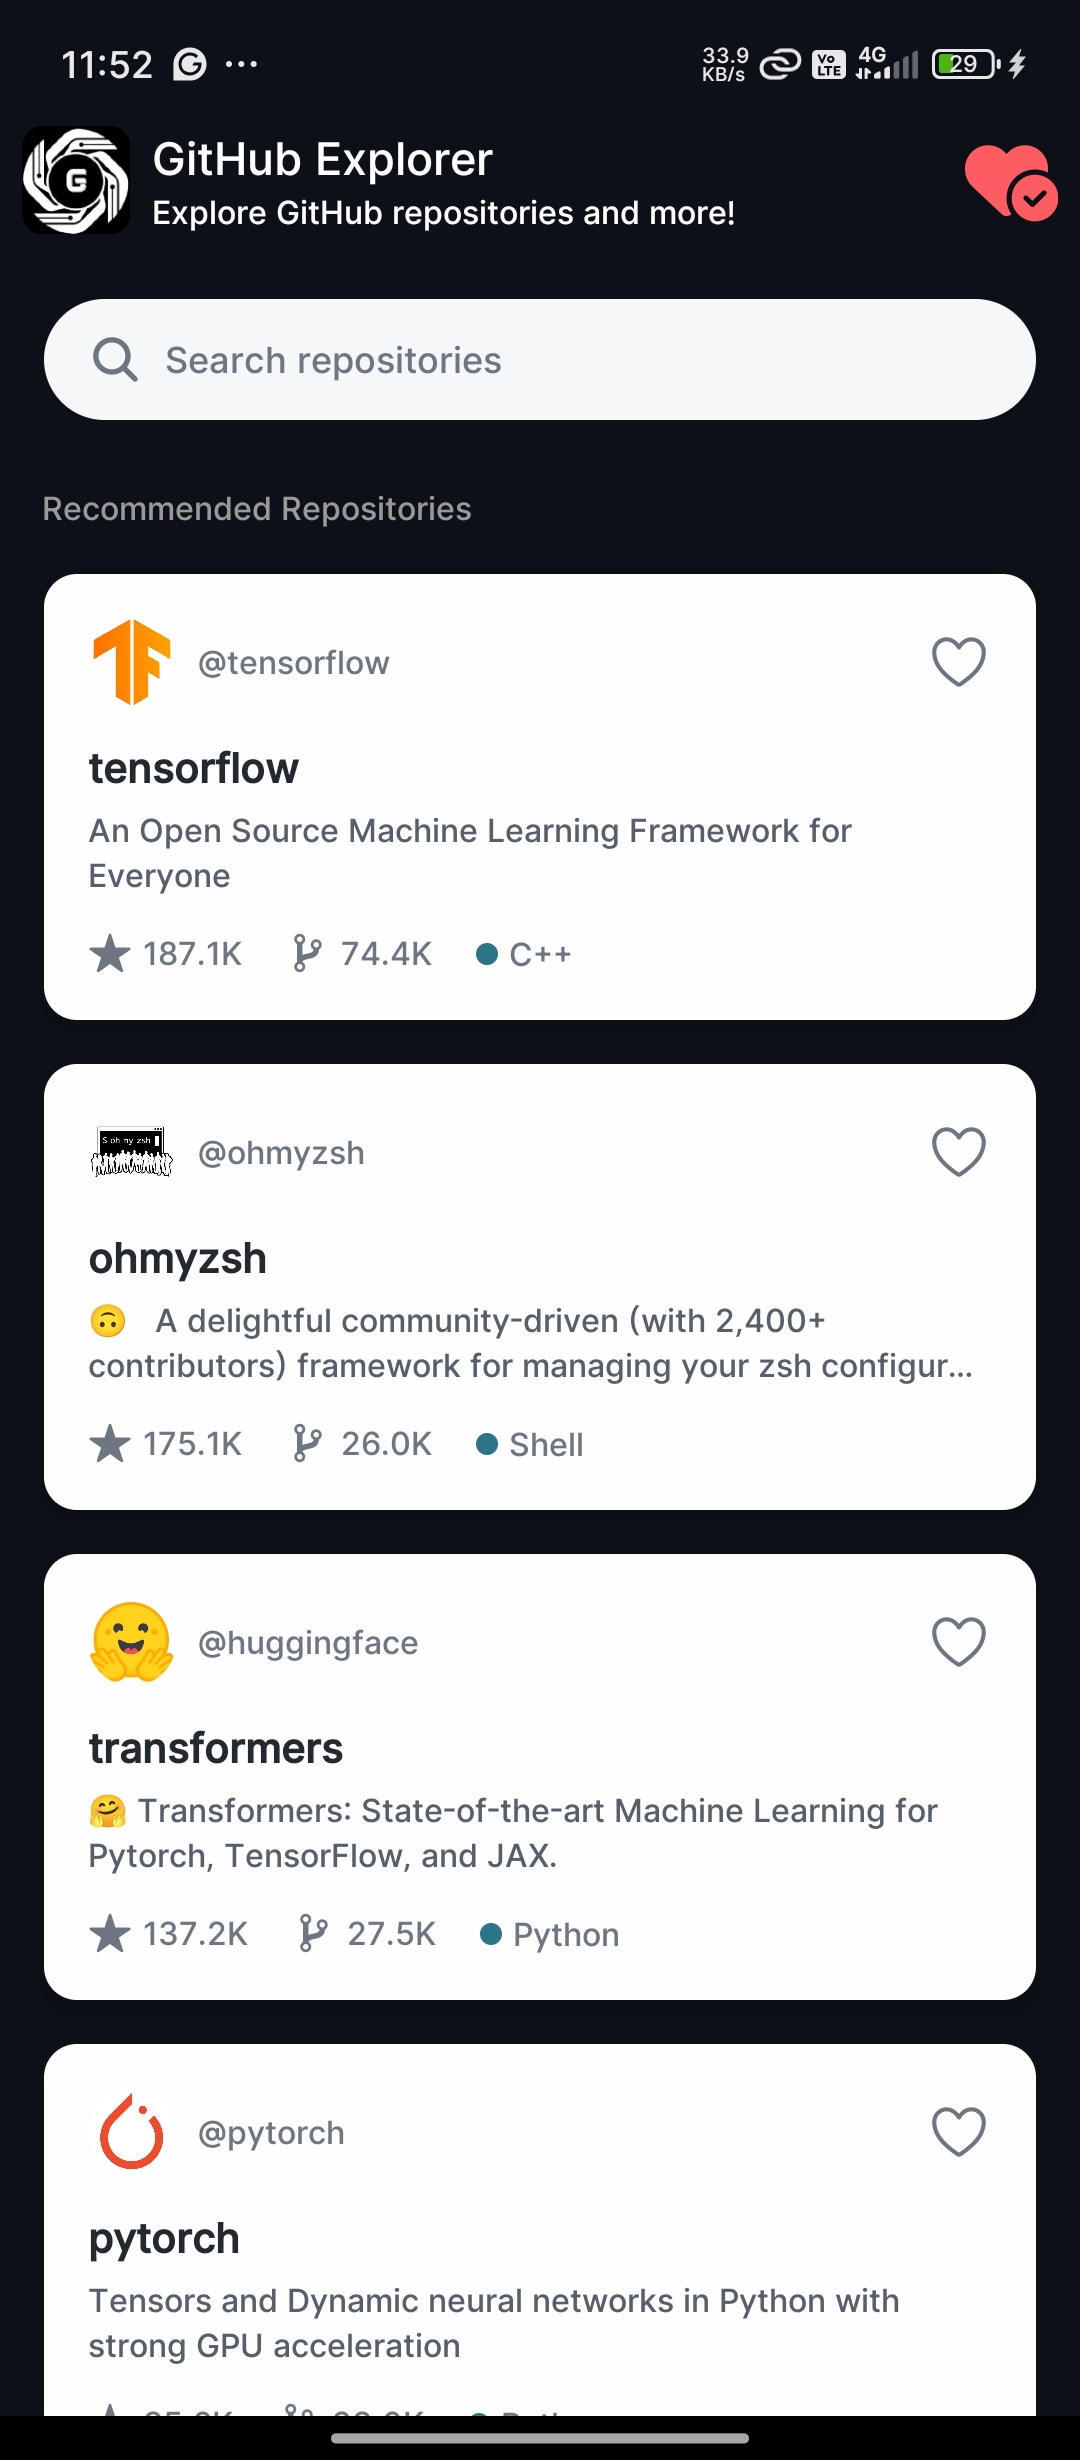 11:52 G ...
33.9 KB/s Vo LTE 4G 29
G
GitHub Explorer
Explore GitHub repositories and more!
Search repositories
Recommended Repositories
@tensorflow
tensorflow
An Open Source Machine Learning Framework for
Everyone
187.1K 74.4K C++
$ oh my zsh
@ohmyzsh
ohmyzsh
🙃 A delightful community-driven (with 2,400+
contributors) framework for managing your zsh configur...
175.1K 26.0K Shell
@huggingface
transformers
🤗 Transformers: State-of-the-art Machine Learning for
Pytorch, TensorFlow, and JAX.
137.2K 27.5K Python
@pytorch
pytorch
Tensors and Dynamic neural networks in Python with
strong GPU acceleration